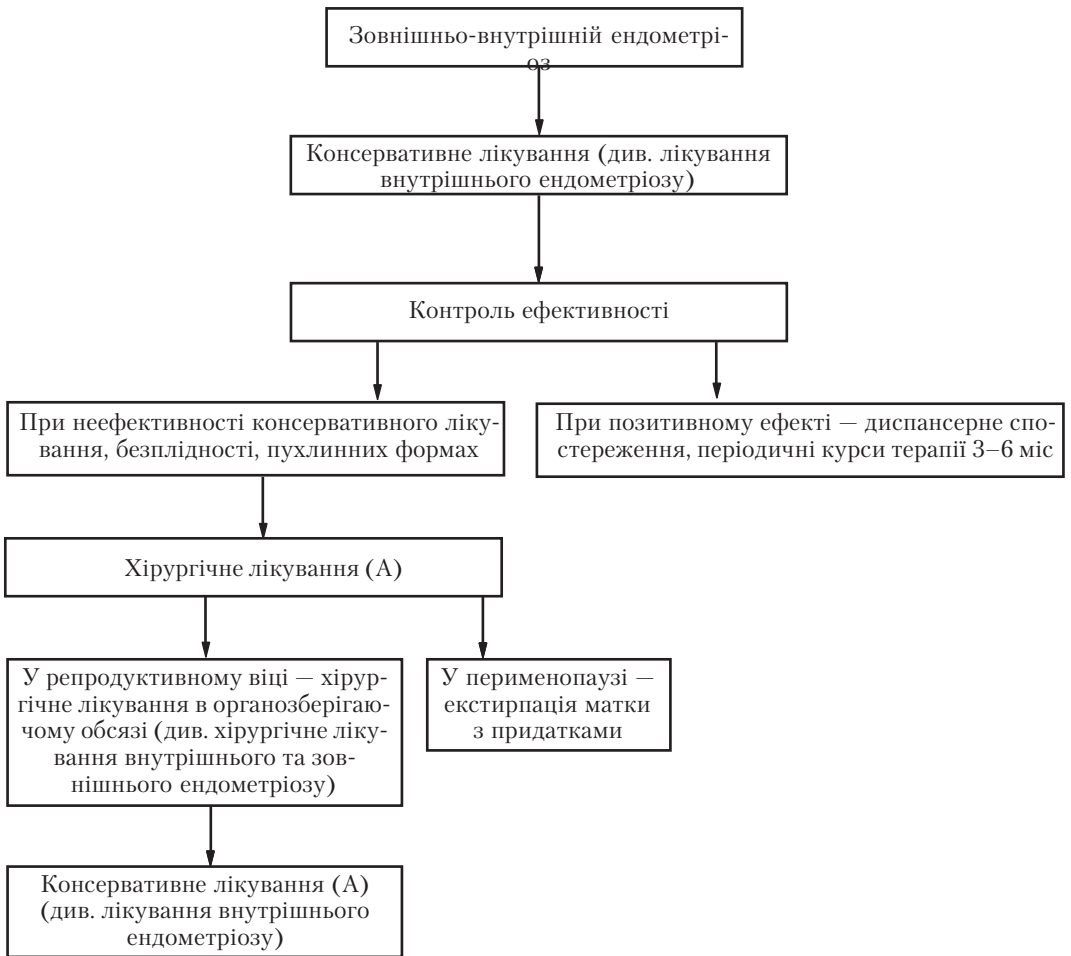 Зовнішньо-внутрішній ендометрі-
оз
Консервативне лікування (див. лікування
внутрішнього ендометріозу)
Контроль ефективності
При неефективності консервативного ліку-
вання, безплідності, пухлинних формах
При позитивному ефекті — диспансерне спо-
стереження, періодичні курси терапії 3–6 міс
Хірургічне лікування (А)
У репродуктивному віці — хірур-
гічне лікування в органозберігаю-
чому обсязі (див. хірургічне ліку-
вання внутрішнього та зов-
нішнього ендометріозу)
У перименопаузі —
екстирпація матки
з придатками
Консервативне лікування (А)
(див. лікування внутрішнього
ендометріозу)